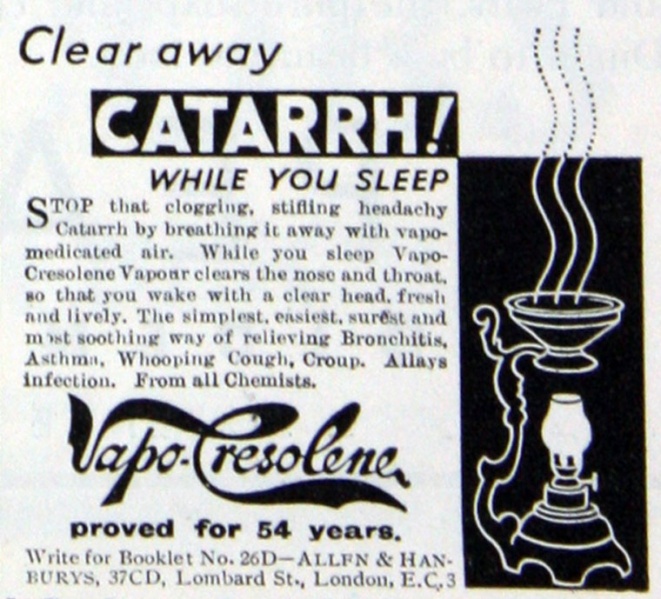 Clear away
CATARRH!
WHILE YOU SLEEP
STOP that clogging, stifling headachy
Catarrh by breathing it away with vapo-
medicated air. While you sleep Vapo-
Cresolene Vapour clears the nose and throat,
so that you wake with a clear head, fresh
and lively. The simplest, easiest, surest and
most soothing way of relieving Bronchitis,
Asthma, Whooping Cough, Croup. Allays
infection. From all Chemists.
Vapo-Cresolene
proved for 54 years.
Write for Booklet No. 26D—ALLEN & HAN-
BURYS, 37CD, Lombard St., London, E.C.3